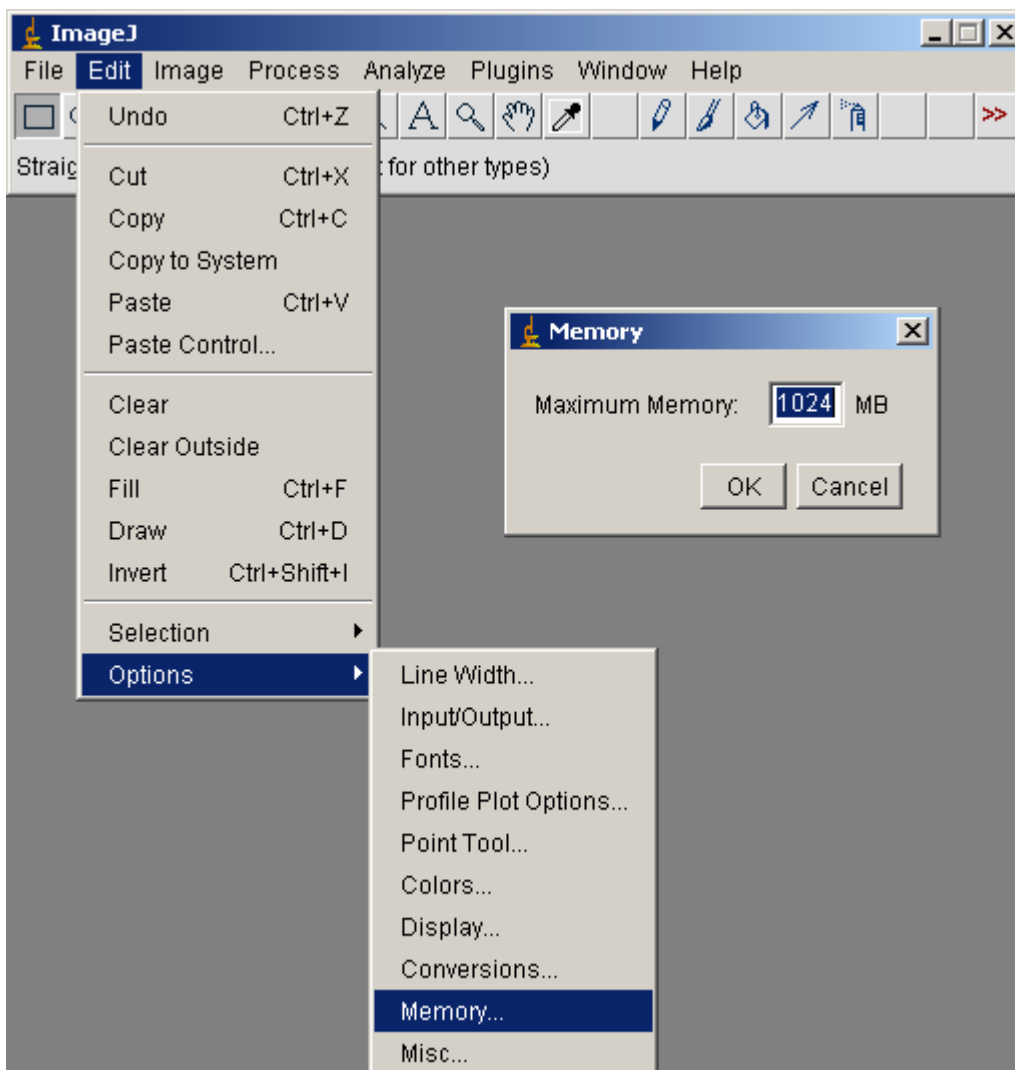 ImageJ
File Edit Image Process Analyze Plugins Window Help
A >>
Straig t for other types)
Undo Ctrl+Z
Cut Ctrl+X
Copy Ctrl+C
Copy to System
Paste Ctrl+V
Paste Control...
Clear
Clear Outside
Fill Ctrl+F
Draw Ctrl+D
Invert Ctrl+Shift+I
Selection
Options
Line Width...
Input/Output...
Fonts...
Profile Plot Options...
Point Tool...
Colors...
Display...
Conversions...
Memory...
Misc...
Memory
Maximum Memory: 1024 MB
OK Cancel